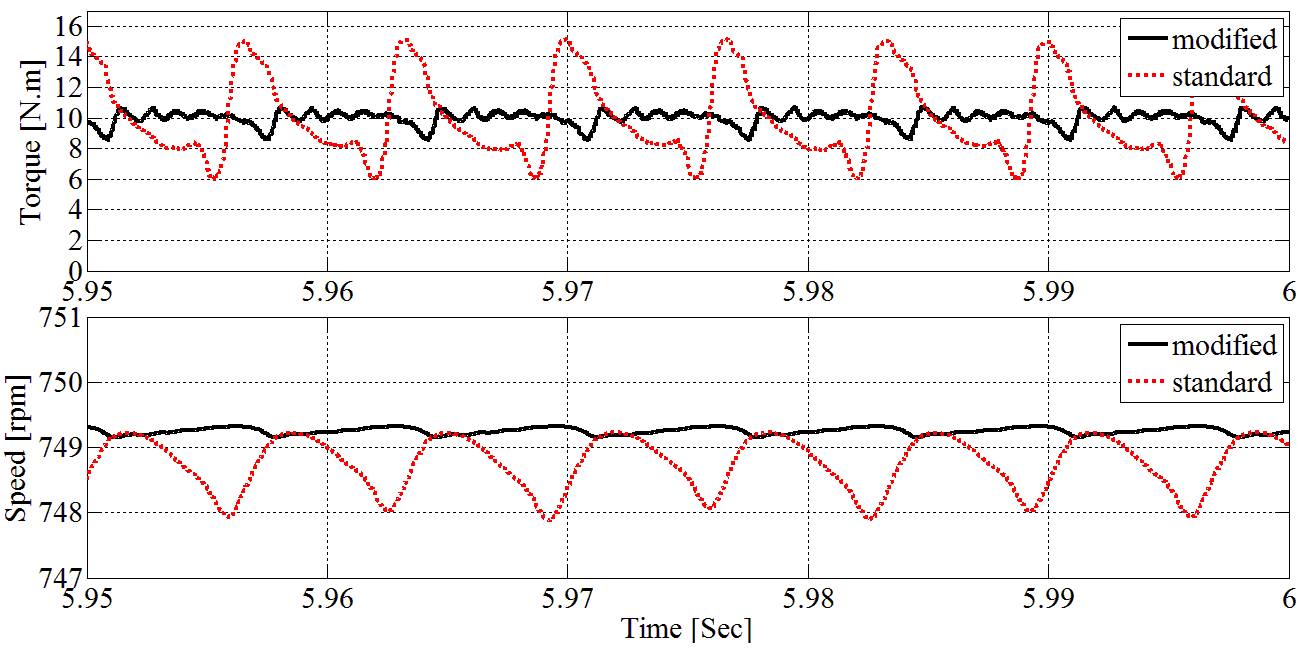 Torque [N.m]
16
14
12
10
8
6
4
2
0
modified
standard
5.95 5.96 5.97 5.98 5.99 6
Speed [rpm]
751
750
749
748
747
modified
standard
5.95 5.96 5.97 5.98 5.99 6
Time [Sec]